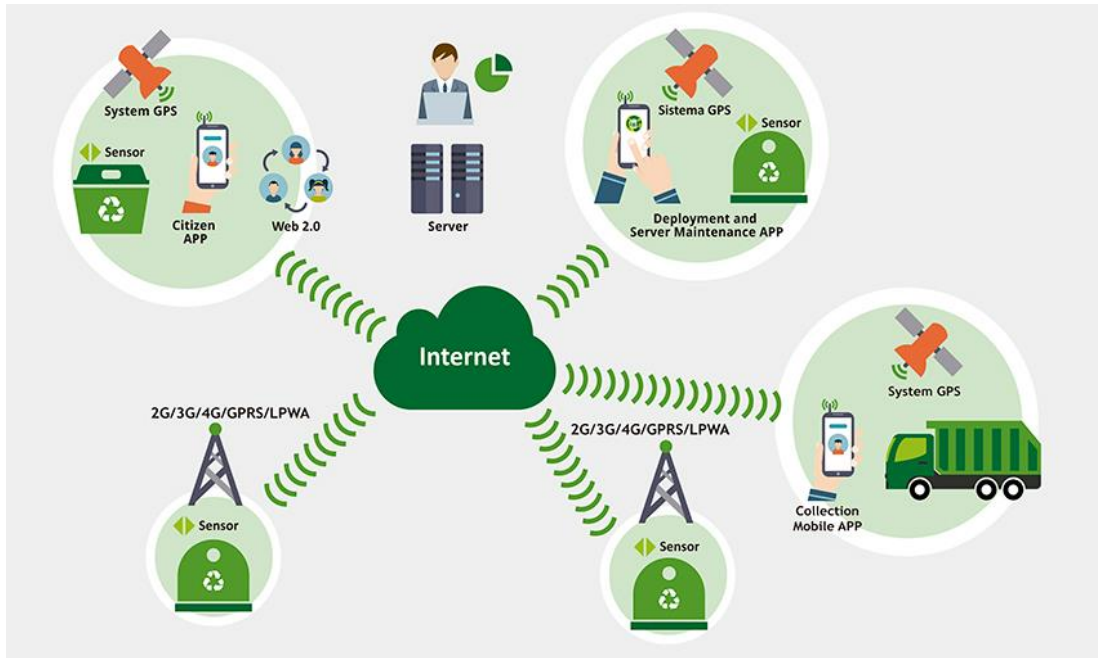 System GPS
Sensor
Citizen
APP
Web 2.0
Server
Sistema GPS
Sensor
Deployment and
Server Maintenance APP
Internet
2G/3G/4G/GPRS/LPWA
Sensor
2G/3G/4G/GPRS/LPWA
Sensor
System GPS
Collection
Mobile APP